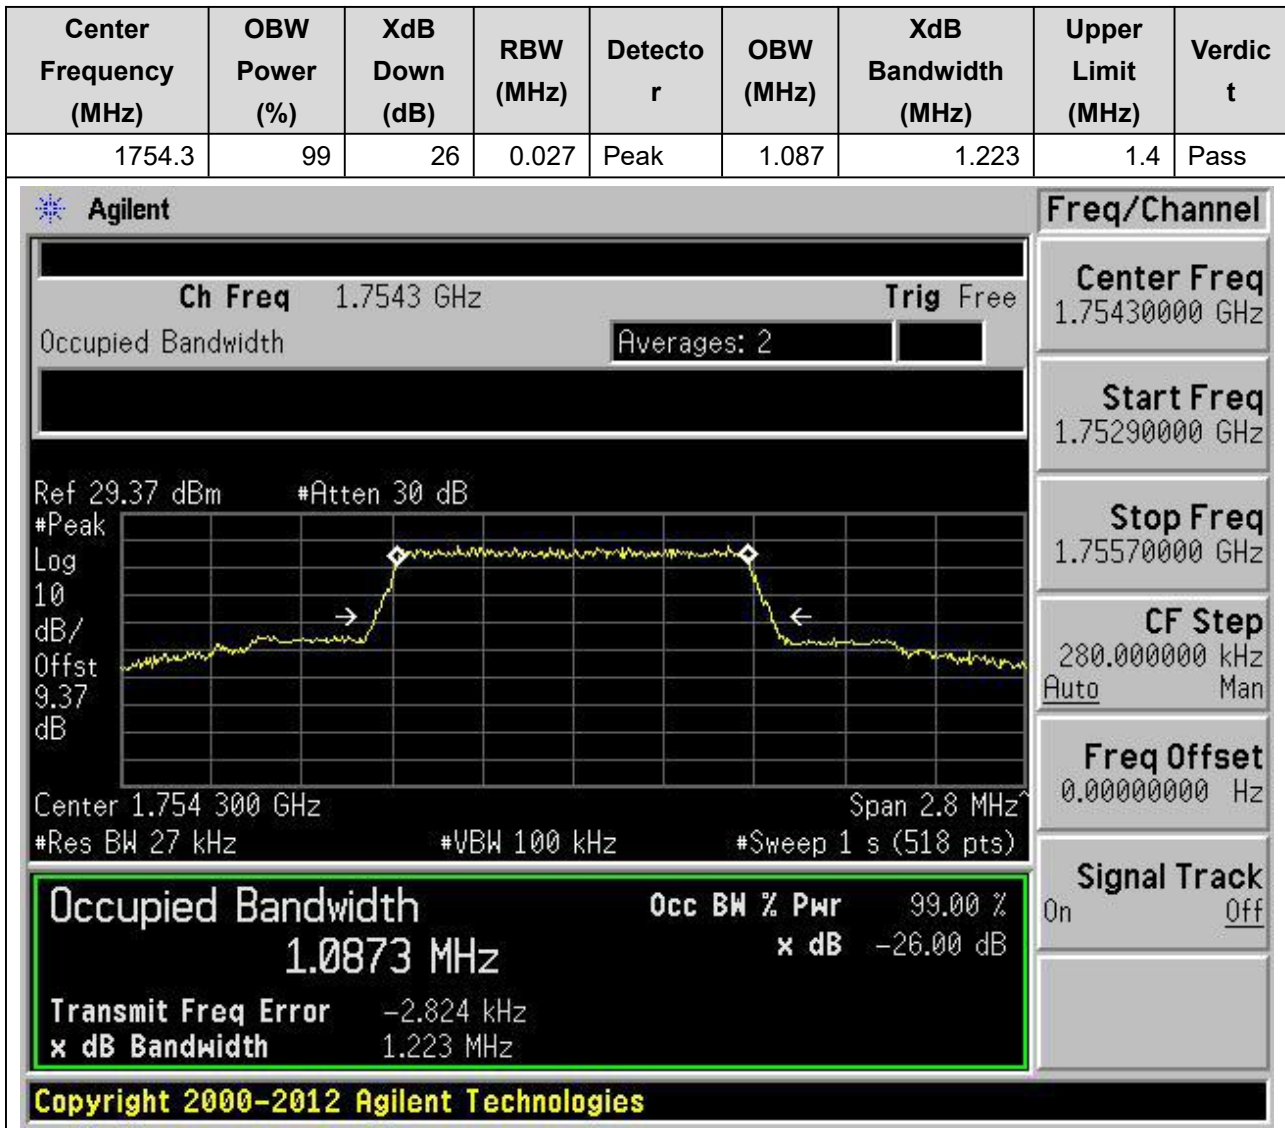 Center Frequency (MHz) OBW Power (%) XdB Down (dB) RBW (MHz) Detecto r OBW (MHz) XdB Bandwidth (MHz) Upper Limit (MHz) Verdic t
1754.3 99 26 0.027 Peak 1.087 1.223 1.4 Pass
Agilent
Freq/Channel
Ch Freq 1.7543 GHz Trig Free
Occupied Bandwidth Averages: 2
Center Freq
1.75430000 GHz
Start Freq
1.75290000 GHz
Stop Freq
1.75570000 GHz
CF Step
280.000000 kHz
Auto Man
Freq Offset
0.00000000 Hz
Signal Track
On Off
Ref 29.37 dBm #Atten 30 dB
#Peak
Log
10
dB/
Offst
9.37
dB
Center 1.754 300 GHz Span 2.8 MHz^
#Res BW 27 kHz #VBW 100 kHz #Sweep 1 s (518 pts)
Occupied Bandwidth
1.0873 MHz
Occ BW % Pwr 99.00 %
x dB -26.00 dB
Transmit Freq Error -2.824 kHz
x dB Bandwidth 1.223 MHz
Copyright 2000-2012 Agilent Technologies